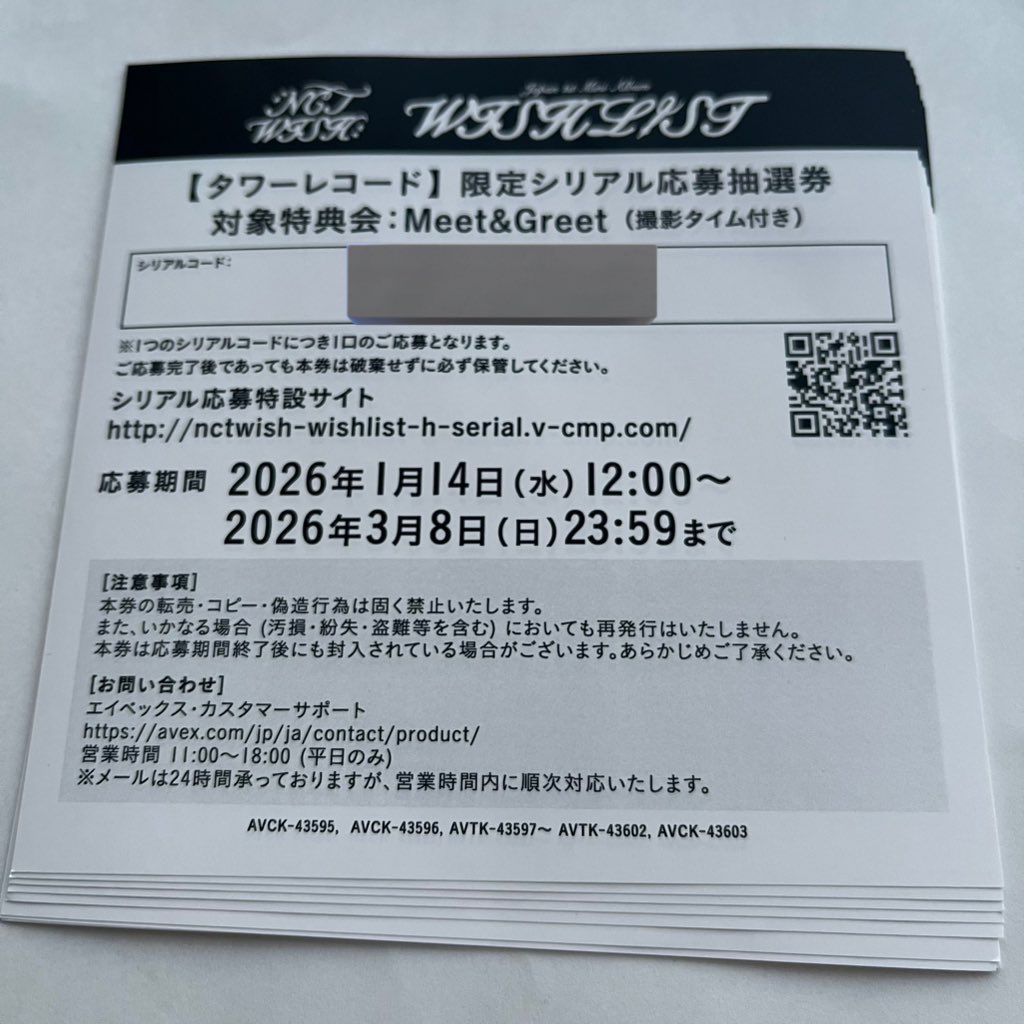 NCT
WISH:
Japan 1st Mini Album
WISHLIST
【タワーレコード】限定シリアル応募抽選券
対象特典会：Meet&Greet（撮影タイム付き）
シリアルコード：
※1つのシリアルコードにつき1口のご応募となります。
ご応募完了後であっても本券は破棄せずに必ず保管してください。
シリアル応募特設サイト
http://nctwish-wishlist-h-serial.v-cmp.com/
応募期間 2026年1月14日（水）12:00〜
2026年3月8日（日）23:59まで
[注意事項]
本券の転売・コピー・偽造行為は固く禁止いたします。
また、いかなる場合（汚損・紛失・盗難等を含む）においても再発行はいたしません。
本券は応募期間終了後にも封入されている場合がございます。あらかじめご了承ください。
[お問い合わせ]
エイベックス・カスタマーサポート
https://avex.com/jp/ja/contact/product/
営業時間 11:00〜18:00（平日のみ）
※メールは24時間承っておりますが、営業時間内に順次対応いたします。
AVCK-43595, AVCK-43596, AVTK-43597〜 AVTK-43602, AVCK-43603